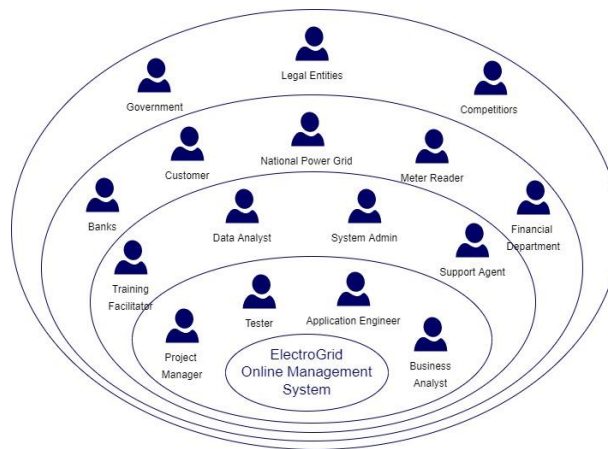 Legal Entities
Government
Competitiors
National Power Grid
Customer
Meter Reader
Banks
Financial
Department
Data Analyst
System Admin
Support Agent
Training
Facilitator
Tester
Application Engineer
Project
Manager
Business
Analyst
ElectroGrid
Online Management
System